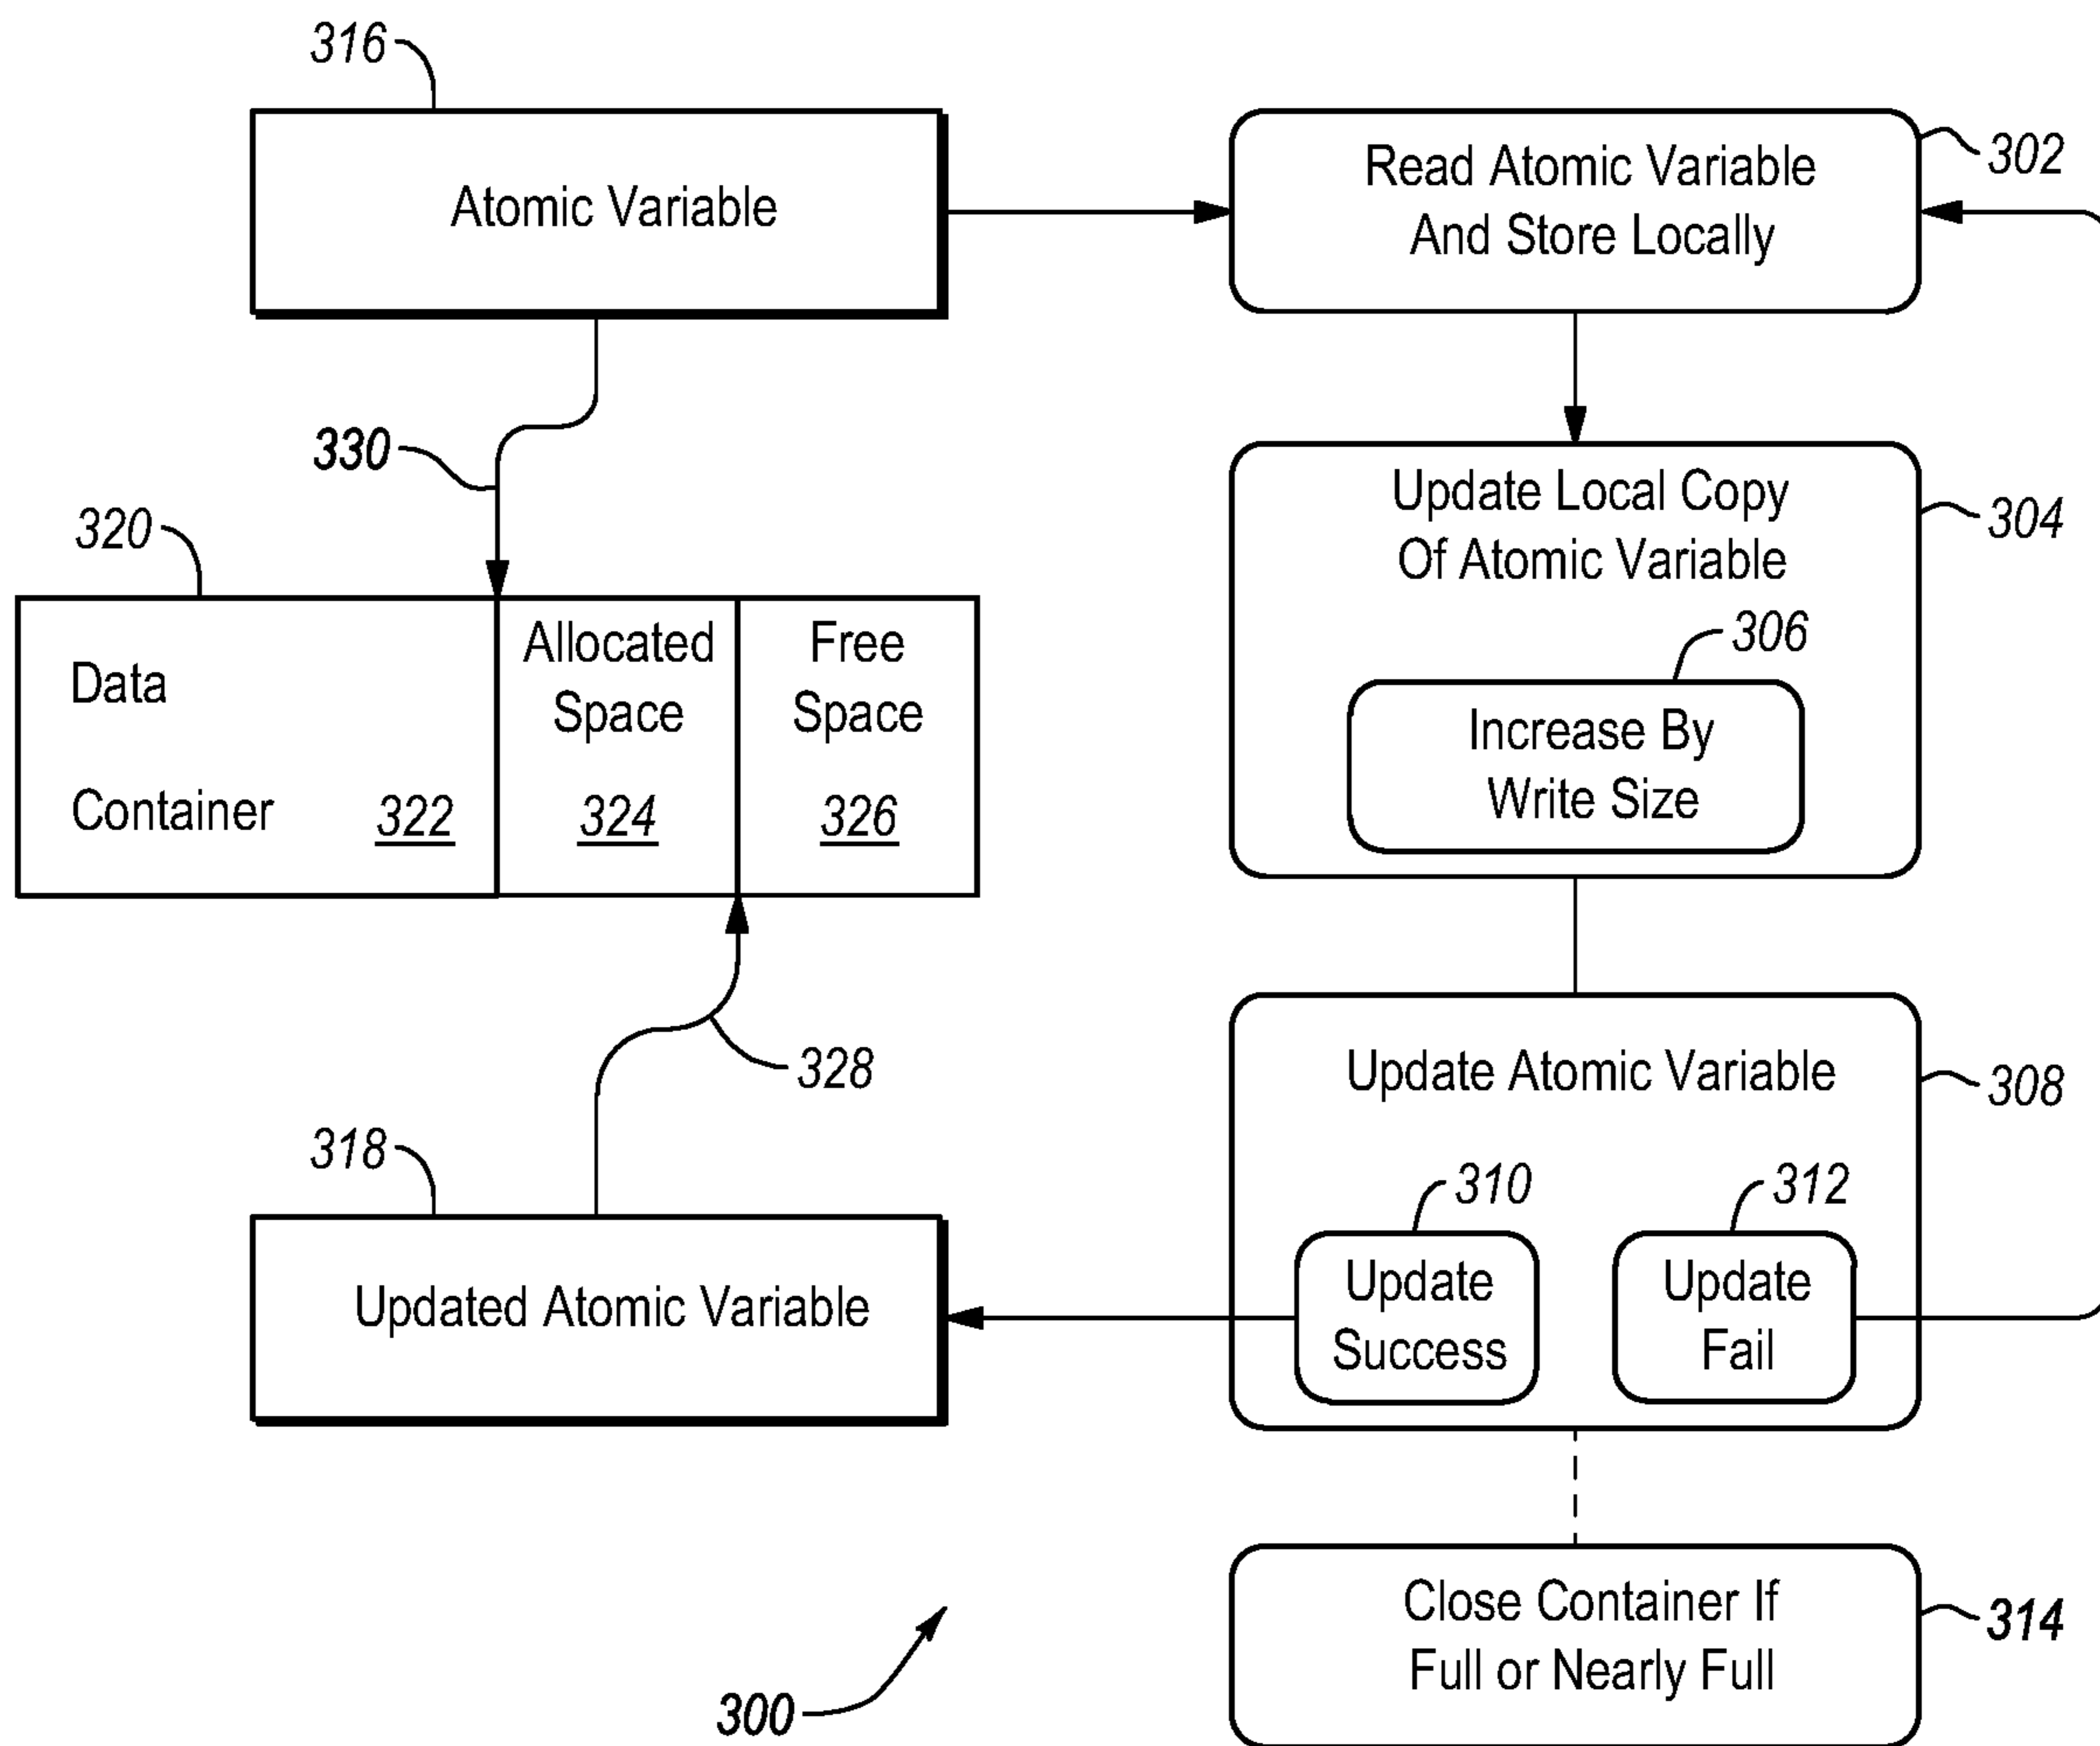 316
Atomic Variable
302
Read Atomic Variable
And Store Locally
330
304
Update Local Copy
Of Atomic Variable
306
Increase By
Write Size
320
Data
Container 322
Allocated
Space
324
Free
Space
326
328
308
Update Atomic Variable
318
Updated Atomic Variable
310
Update
Success
312
Update
Fail
314
Close Container If
Full or Nearly Full
300